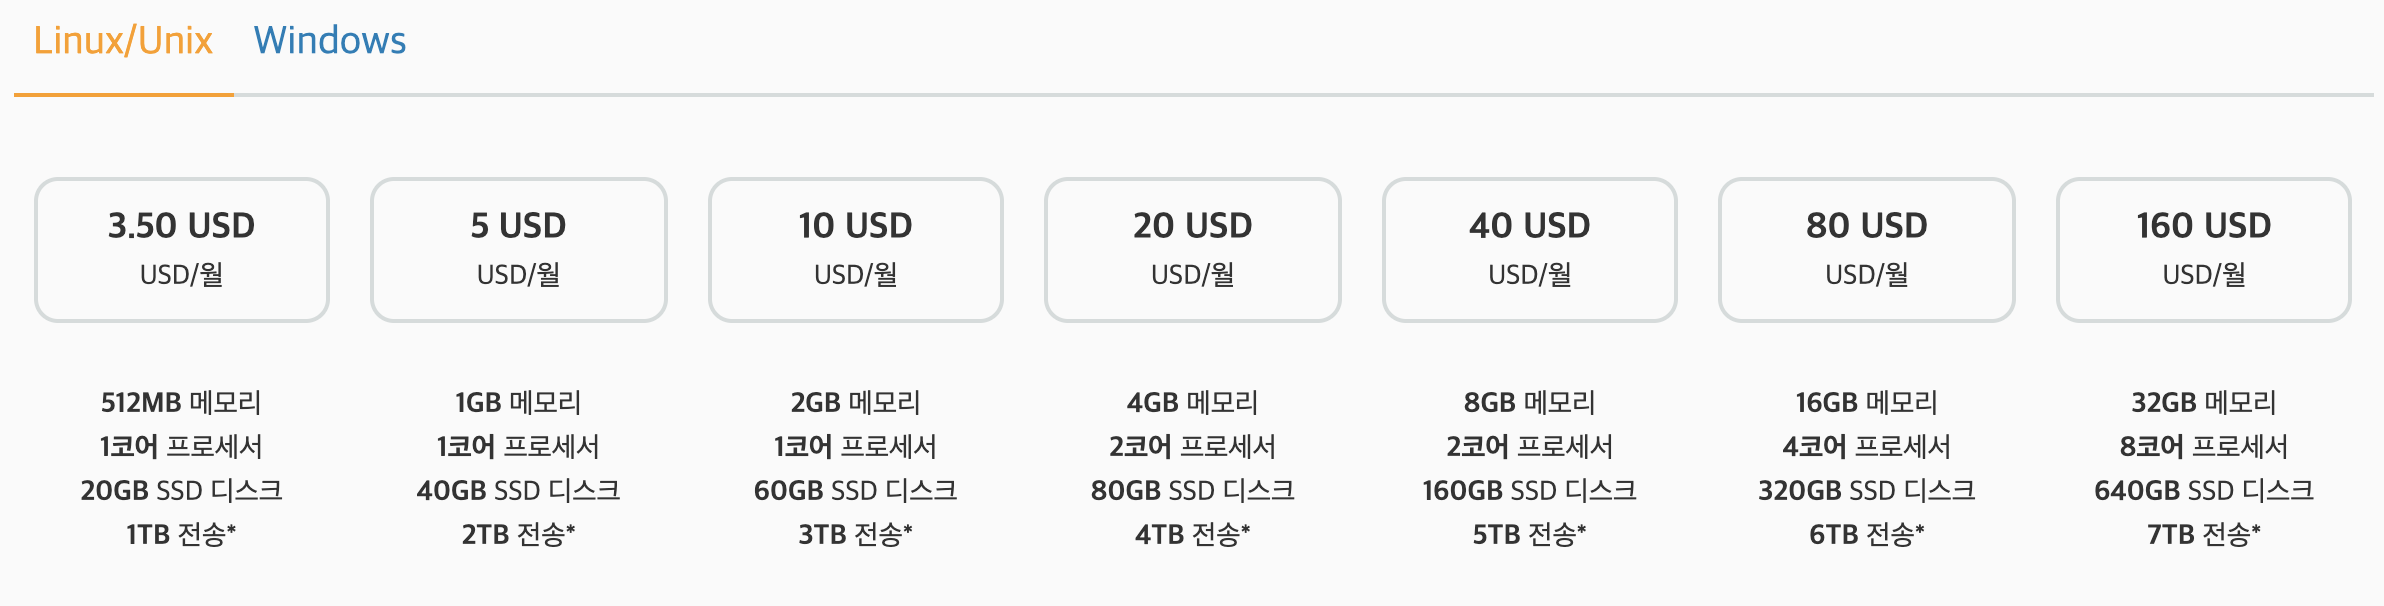 Linux/Unix Windows
3.50 USD
USD/월
512MB 메모리
1코어 프로세서
20GB SSD 디스크
1TB 전송*
5 USD
USD/월
1GB 메모리
1코어 프로세서
40GB SSD 디스크
2TB 전송*
10 USD
USD/월
2GB 메모리
1코어 프로세서
60GB SSD 디스크
3TB 전송*
20 USD
USD/월
4GB 메모리
2코어 프로세서
80GB SSD 디스크
4TB 전송*
40 USD
USD/월
8GB 메모리
2코어 프로세서
160GB SSD 디스크
5TB 전송*
80 USD
USD/월
16GB 메모리
4코어 프로세서
320GB SSD 디스크
6TB 전송*
160 USD
USD/월
32GB 메모리
8코어 프로세서
640GB SSD 디스크
7TB 전송*